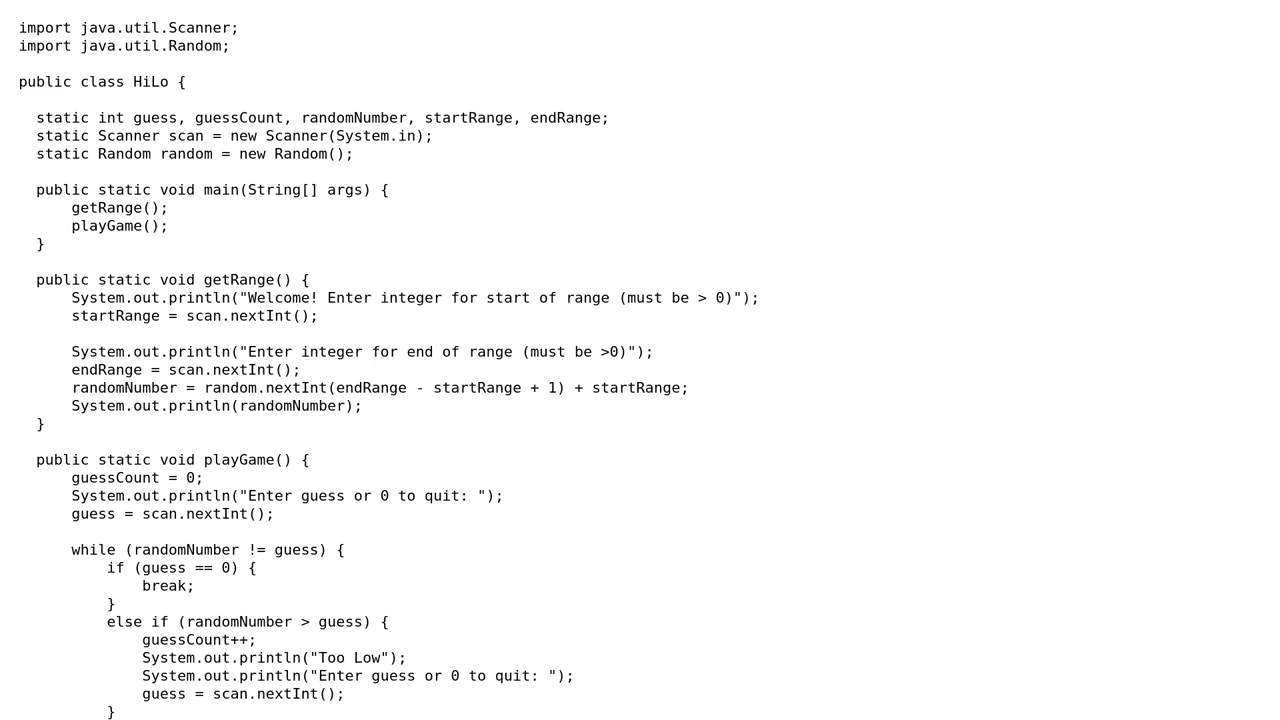 import java.util.Scanner;
import java.util.Random;

public class HiLo {

  static int guess, guessCount, randomNumber, startRange, endRange;
  static Scanner scan = new Scanner(System.in);
  static Random random = new Random();

  public static void main(String[] args) {
      getRange();
      playGame();
  }

  public static void getRange() {
      System.out.println("Welcome! Enter integer for start of range (must be > 0)");
      startRange = scan.nextInt();

      System.out.println("Enter integer for end of range (must be >0)");
      endRange = scan.nextInt();
      randomNumber = random.nextInt(endRange - startRange + 1) + startRange;
      System.out.println(randomNumber);
  }

  public static void playGame() {
      guessCount = 0;
      System.out.println("Enter guess or 0 to quit: ");
      guess = scan.nextInt();

      while (randomNumber != guess) {
          if (guess == 0) {
              break;
          }
          else if (randomNumber > guess) {
              guessCount++;
              System.out.println("Too Low");
              System.out.println("Enter guess or 0 to quit: ");
              guess = scan.nextInt();
          }